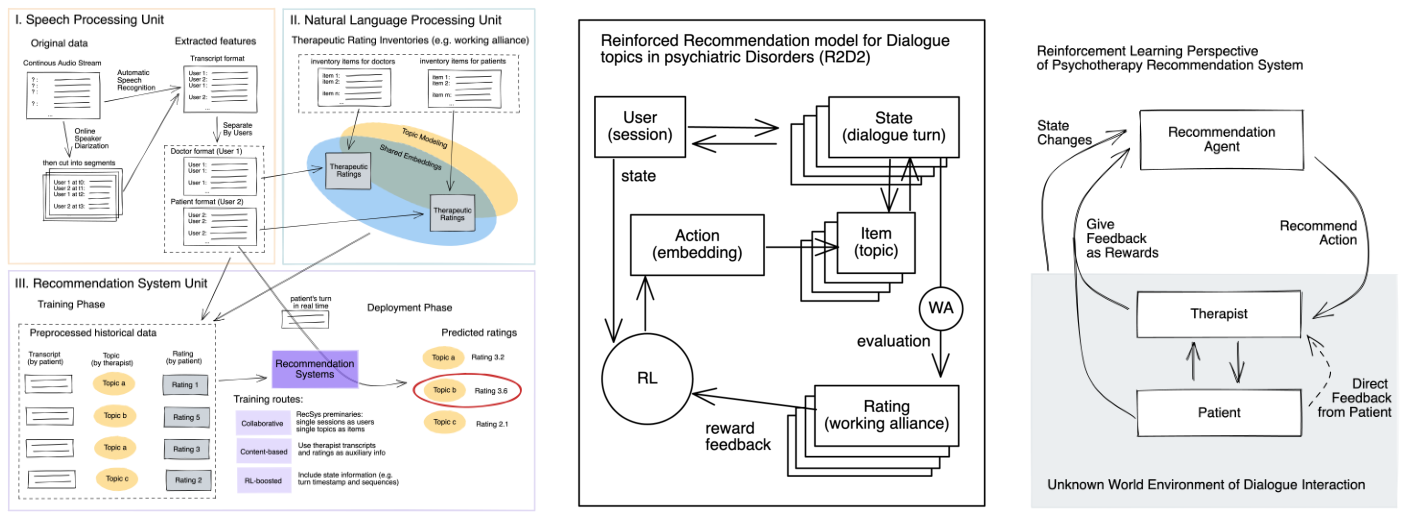 I. Speech Processing Unit
Original data
Extracted features
Continous Audio Stream
Transcript format
? :
? :
? :
? :
...
Automatic
Speech
Recognition
User 1:
User 2:
User 1:
User 2:
...
Online
Speaker
Diarization
Separate
By Users
then cut into segments
User 1 at t0:
User 2 at t1:
User 1 at t2:
...
User 2 at t3:
Doctor format (User 1)
User 1:
User 1:
User 1:
...
Patient format (User 2)
User 2:
User 2:
User 2:
...
II. Natural Language Processing Unit
Therapeutic Rating Inventories (e.g. working alliance)
inventory items for doctors
inventory items for patients
item 1:
item 2:
item n:
...
item 1:
item 2:
item m:
...
Topic Modeling
Shared Embeddings
Therapeutic
Ratings
Therapeutic
Ratings
III. Recommendation System Unit
Training Phase
patient's turn
in real time
Deployment Phase
Preprocessed historical data
Predicted ratings
Transcript
(by patient)
Topic
(by therapist)
Rating
(by patient)
Topic a
Rating 1
Topic b
Rating 5
Topic a
Rating 3
Topic c
Rating 2
Recommendation
Systems
Topic a
Rating 3.2
Topic b
Rating 3.6
Topic c
Rating 2.1
Training routes:
Collaborative
RecSys preminaries:
single sessions as users
single topics as items
Content-based
Use therapist transcripts
and ratings as auxiliary info
RL-boosted
Include state information (e.g.
turn timestamp and sequences)
Reinforced Recommendation model for Dialogue
topics in psychiatric Disorders (R2D2)
User
(session)
State
(dialogue turn)
state
Action
(embedding)
Item
(topic)
WA
evaluation
RL
reward
feedback
Rating
(working alliance)
Reinforcement Learning Perspective
of Psychotherapy Recommendation System
State
Changes
Recommendation
Agent
Give
Feedback
as Rewards
Recommend
Action
Therapist
Patient
Direct
Feedback
from Patient
Unknown World Environment of Dialogue Interaction